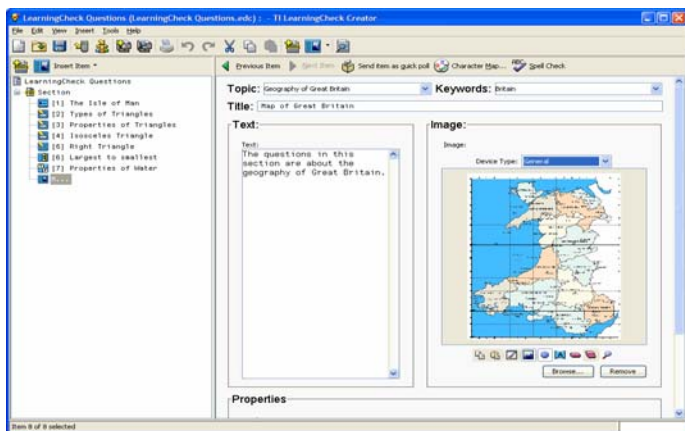 LearningCheck Questions (LearningCheck Questions.edc) : - TI LearningCheck Creator
File Edit View Insert Tools Help
Insert Item
Previous Item Next Item Send item as quick poll Character Map... Spell Check
LearningCheck Questions
Section
[1] The Isle of Man
[2] Types of Triangles
[3] Properties of Triangles
[4] Isosceles Triangle
[5] Right Triangle
[6] Largest to smallest
[7] Properties of Water
Topic: Geography of Great Britain Keywords: Britain
Title: Map of Great Britain
Text:
Text:
The questions in this
section are about the
geography of Great Britain.
Image:
Image:
Device Type: General
Browse... Remove
Properties
Item 8 of 8 selected